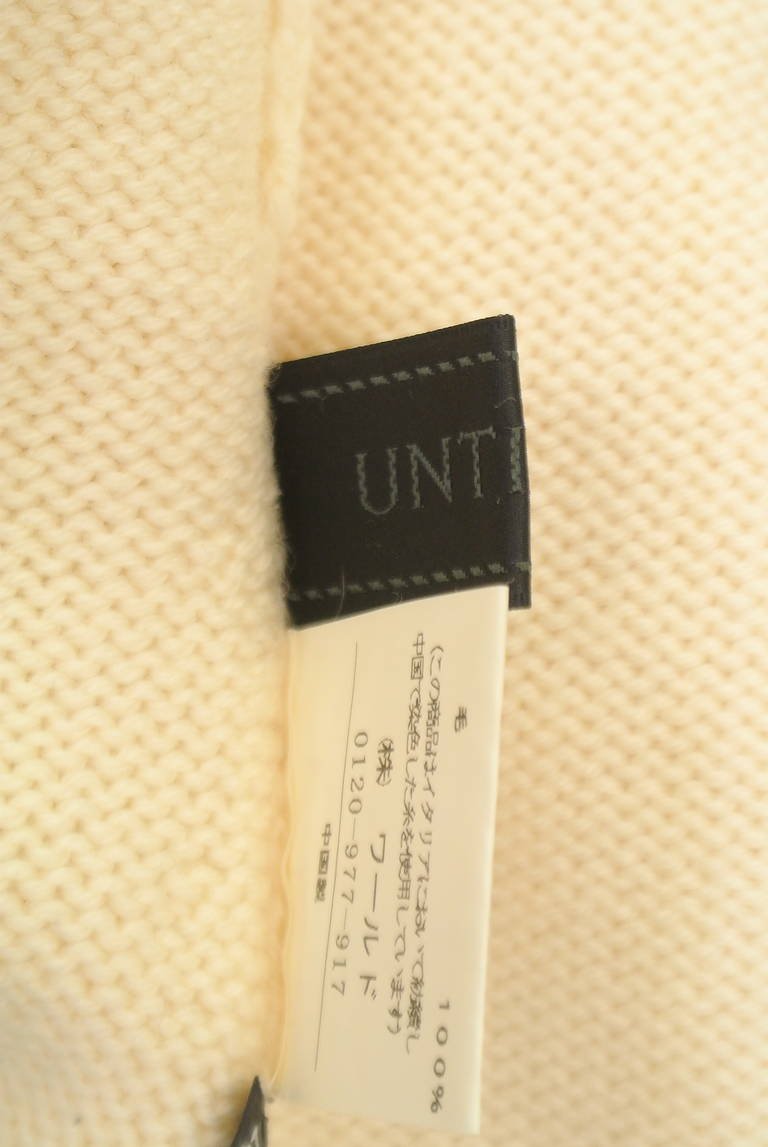 UNTI
毛 100%
(この商品はイタリアにおいて紡績し
中国で染色した糸を使用しています)
(株) ワールド
0120-977-917
中国製